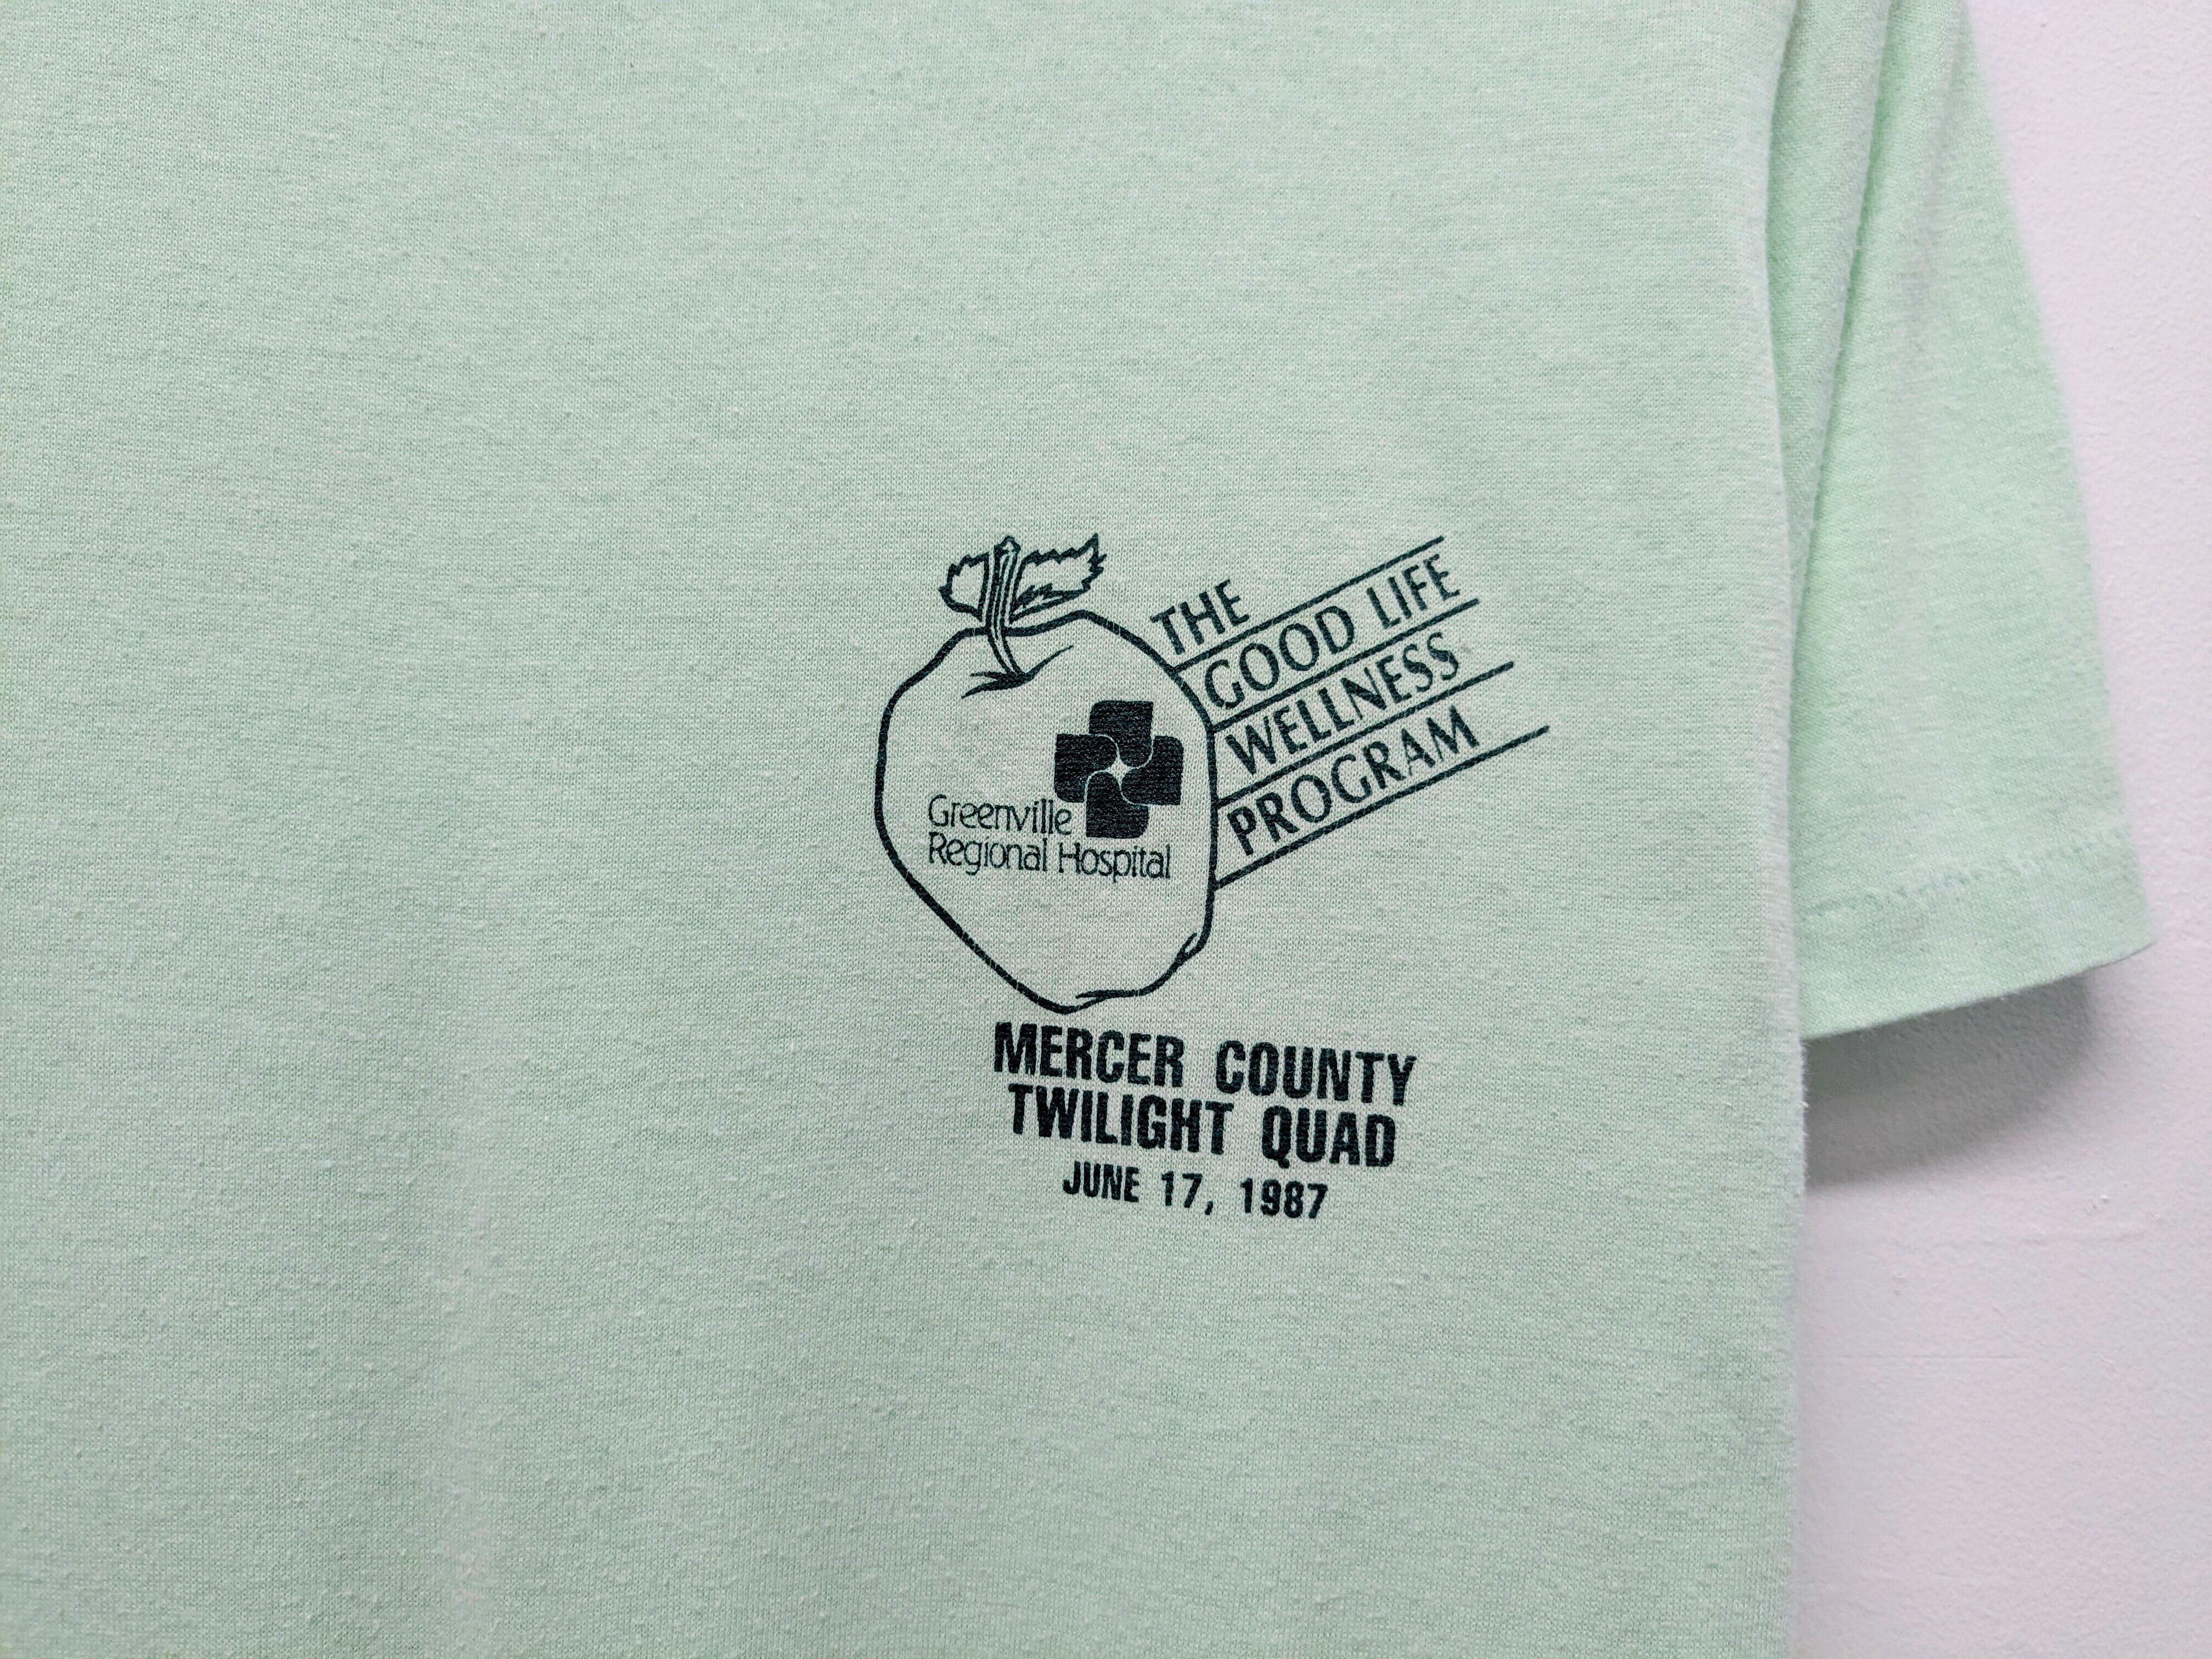 THE
GOOD LIFE
WELLNESS
PROGRAM
Greenville
Regional Hospital
MERCER COUNTY
TWILIGHT QUAD
JUNE 17, 1987